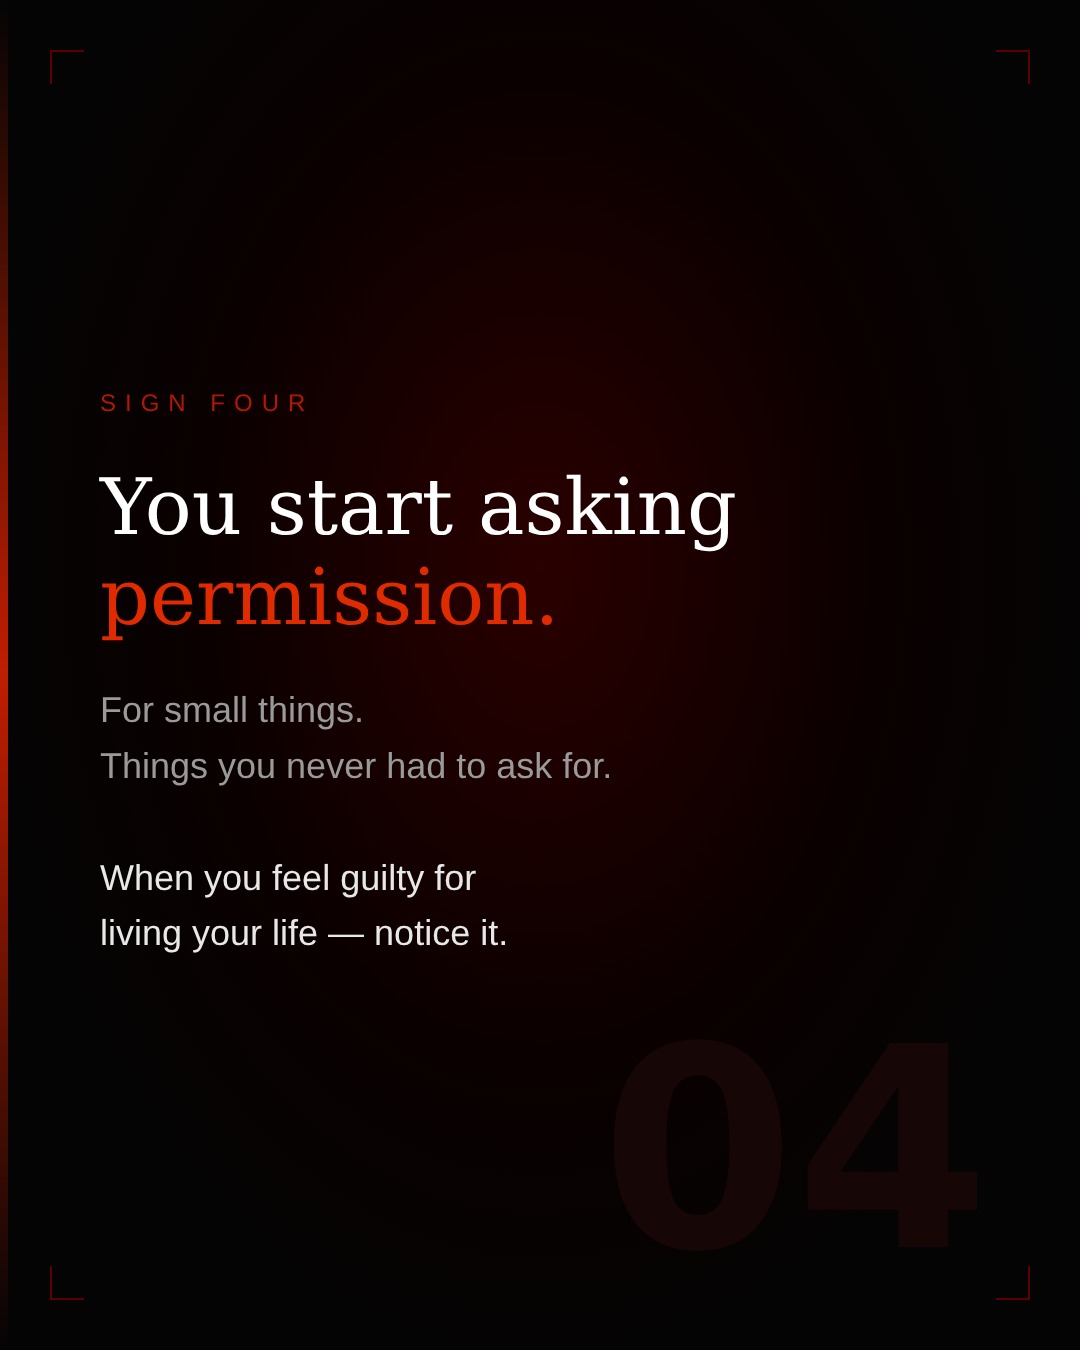 SIGN FOUR
You start asking
permission.
For small things.
Things you never had to ask for.
When you feel guilty for
living your life — notice it.
04